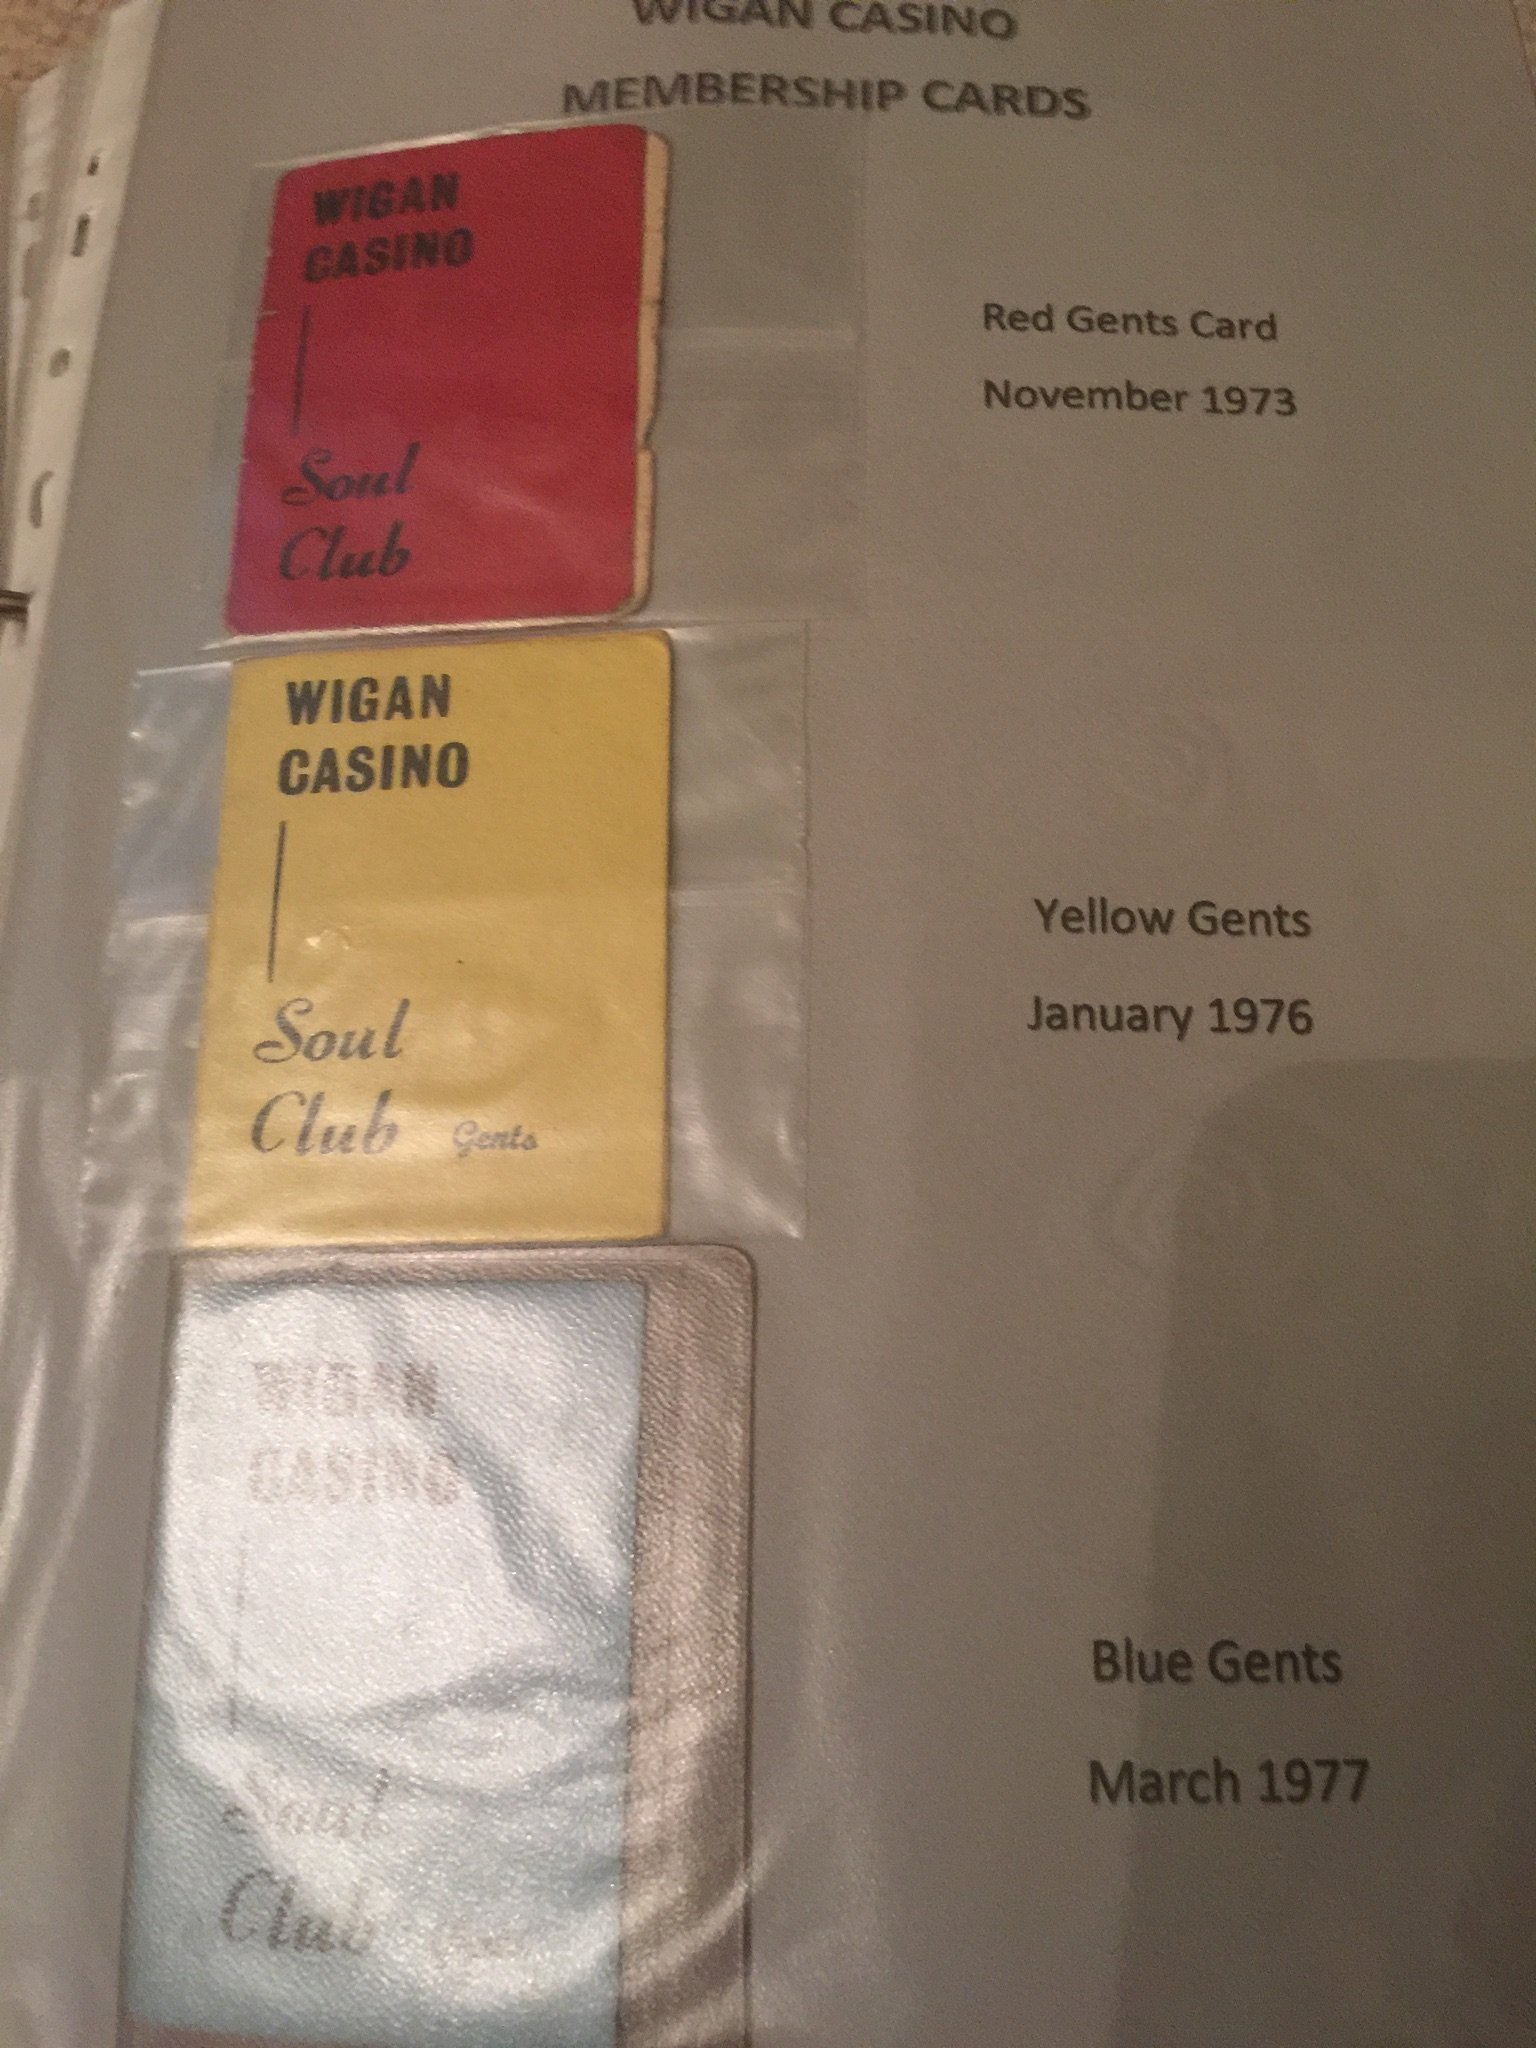 WIGAN CASINO
MEMBERSHIP CARDS
WIGAN
CASINO
Soul
Club
Red Gents Card
November 1973
WIGAN
CASINO
Soul
Club Gents
Yellow Gents
January 1976
WIGAN
CASINO
Soul
Club
Blue Gents
March 1977